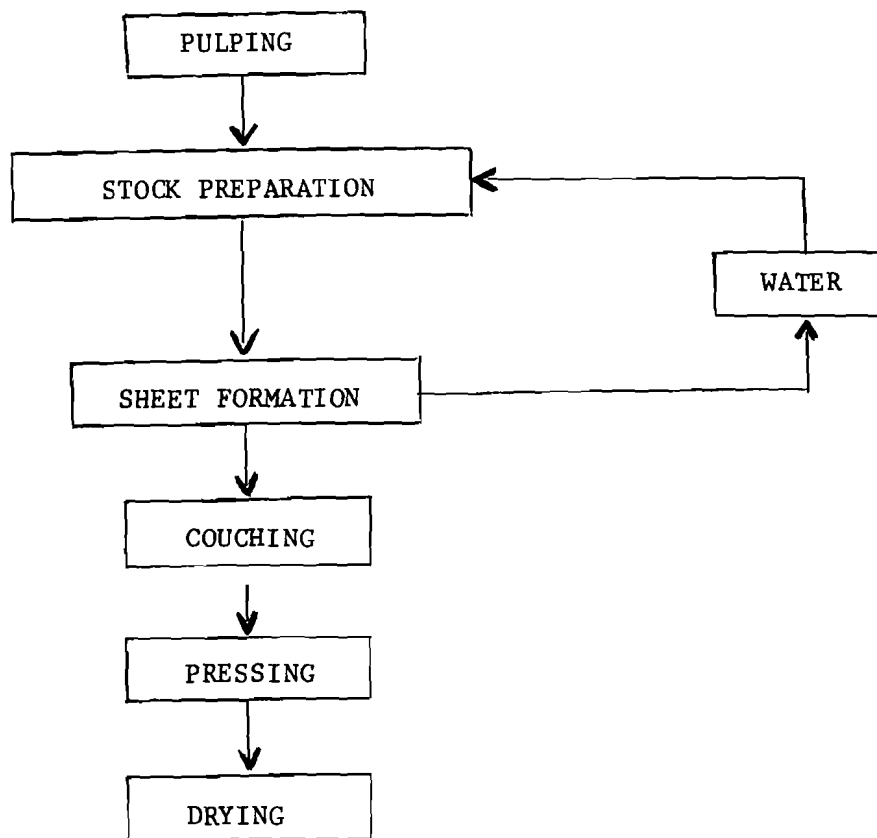 PULPING
STOCK PREPARATION
WATER
SHEET FORMATION
COUCHING
PRESSING
DRYING